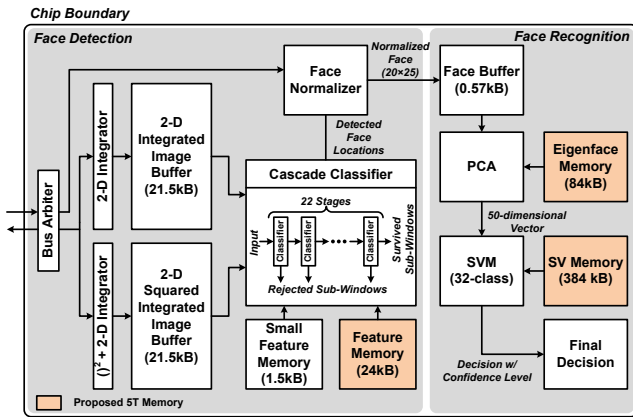 Chip Boundary
Face Detection
Face Recognition
Bus Arbiter
2-D Integrator
2-D
Integrated
Image
Buffer
(21.5kB)
()² + 2-D Integrator
2-D
Squared
Integrated
Image
Buffer
(21.5kB)
Face
Normalizer
Normalized
Face
(20×25)
Detected
Face
Locations
Cascade Classifier
22 Stages
Input
Classifier
Classifier
Classifier
Survived
Sub-Windows
Rejected Sub-Windows
Small
Feature
Memory
(1.5kB)
Feature
Memory
(24kB)
Face Buffer
(0.57kB)
PCA
Eigenface
Memory
(84kB)
50-dimensional
Vector
SVM
(32-class)
SV Memory
(384 kB)
Final
Decision
Decision w/
Confidence Level
Proposed 5T Memory